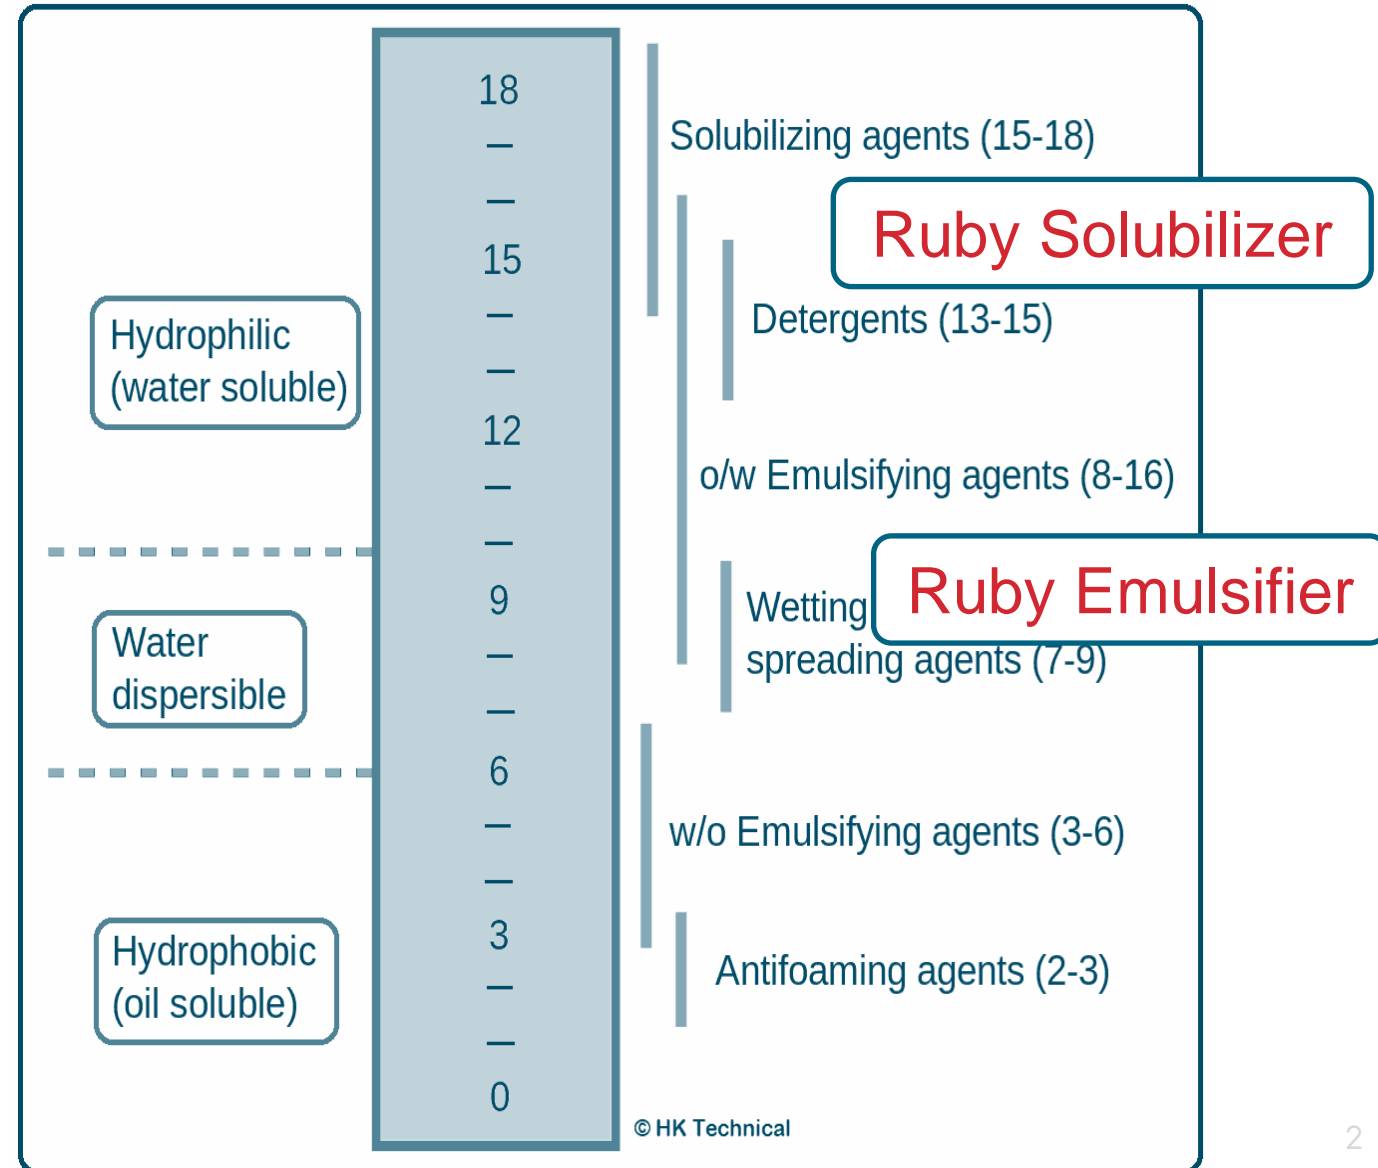 18
–
Solubilizing agents (15-18)
–
Ruby Solubilizer
15
–
Detergents (13-15)
Hydrophilic
(water soluble)
–
12
o/w Emulsifying agents (8-16)
–
–
Ruby Emulsifier
9
Wetting
spreading agents (7-9)
Water
dispersible
–
–
6
–
w/o Emulsifying agents (3-6)
–
3
Hydrophobic
(oil soluble)
Antifoaming agents (2-3)
–
–
0
© HK Technical
2